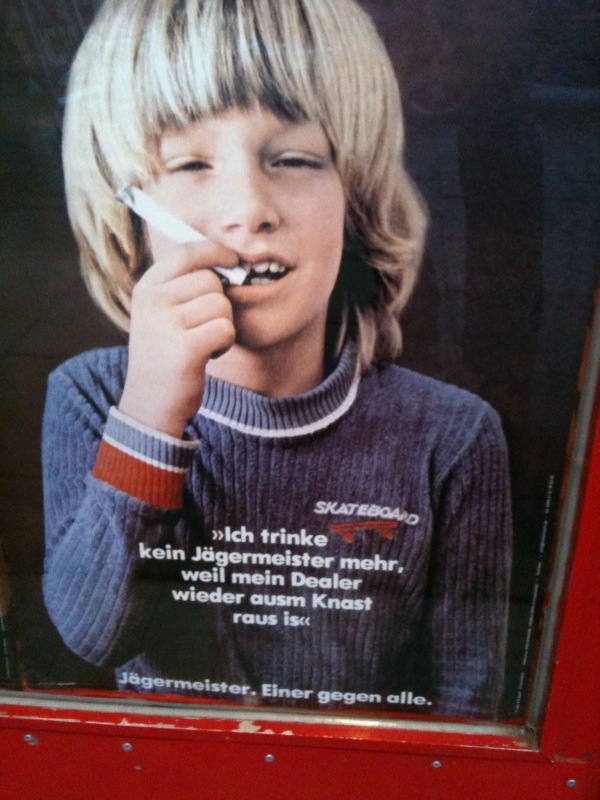 SKATEBOARD
»Ich trinke
kein Jägermeister mehr,
weil mein Dealer
wieder ausm Knast
raus is«
Jägermeister. Einer gegen alle.